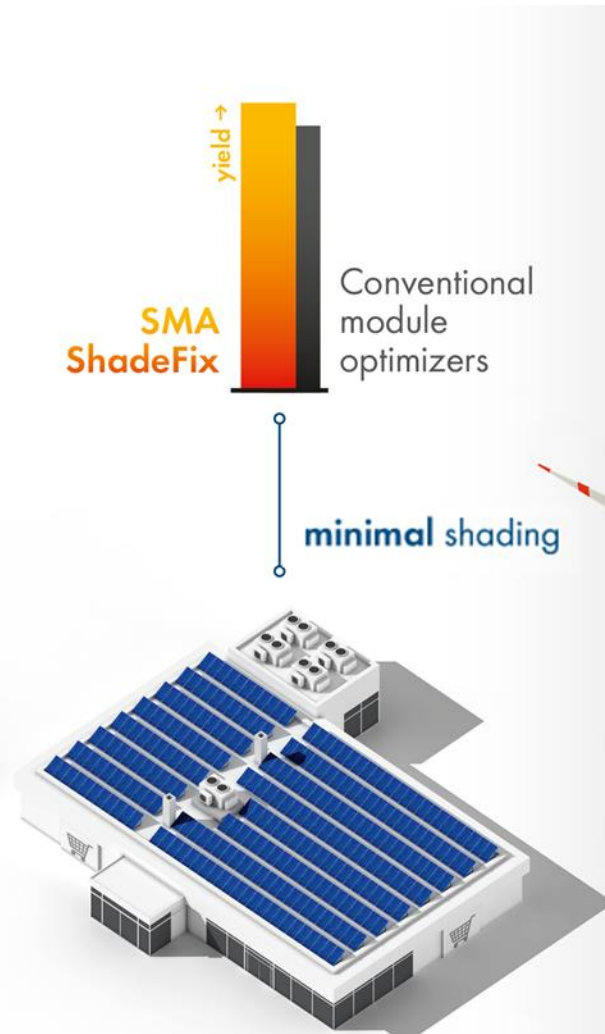 yield →
SMA
ShadeFix
Conventional
module
optimizers
minimal shading